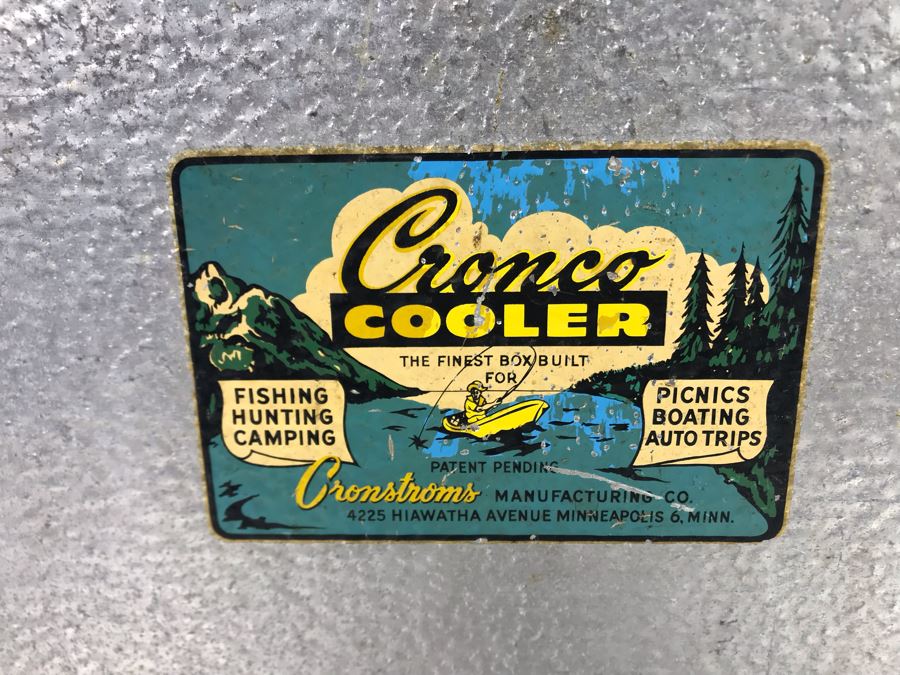 Cronco
COOLER
THE FINEST BOX BUILT
FOR
FISHING
HUNTING
CAMPING
PICNICS
BOATING
AUTO TRIPS
PATENT PENDING
Cronstroms MANUFACTURING CO.
4225 HIAWATHA AVENUE MINNEAPOLIS 6, MINN.